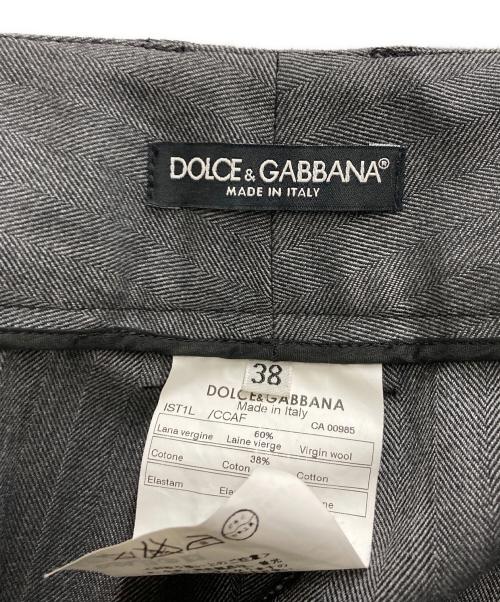 DOLCE & GABBANA®
MADE IN ITALY
38
DOLCE&GABBANA
Made in Italy
IST1L /CCAF CA 00985
Lana vergine 60% Laine vierge Virgin wool
Cotone 38% Coton Cotton
Elastam Elastan